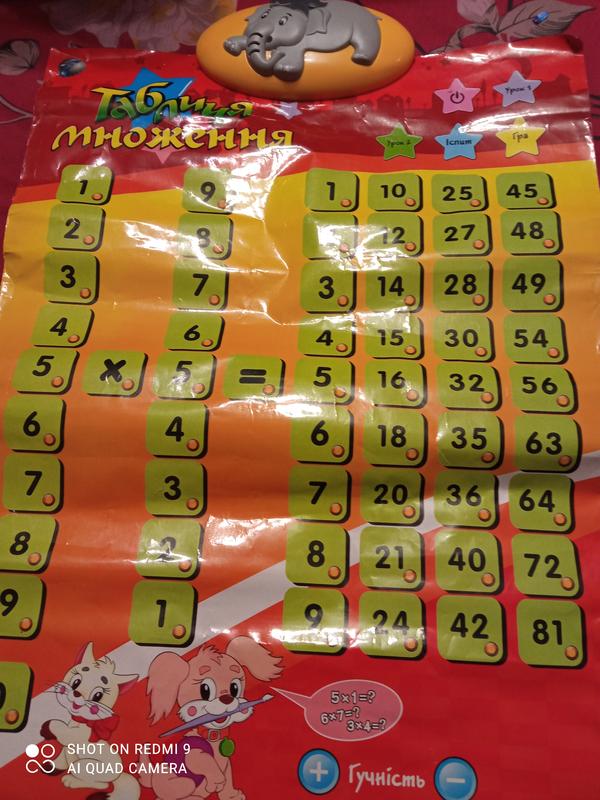 Таблиця
множення
Урок 1
Урок 2 Іспит Гра
1 9 1 10 25 45
2 8 12 27 48
3 7 3 14 28 49
4 6 4 15 30 54
5 × 5 = 5 16 32 56
6 4 6 18 35 63
7 3 7 20 36 64
8 2 8 21 40 72
9 1 9 24 42 81
5×1=?
6×7=?
3×4=?
+ Гучність −
SHOT ON REDMI 9
AI QUAD CAMERA